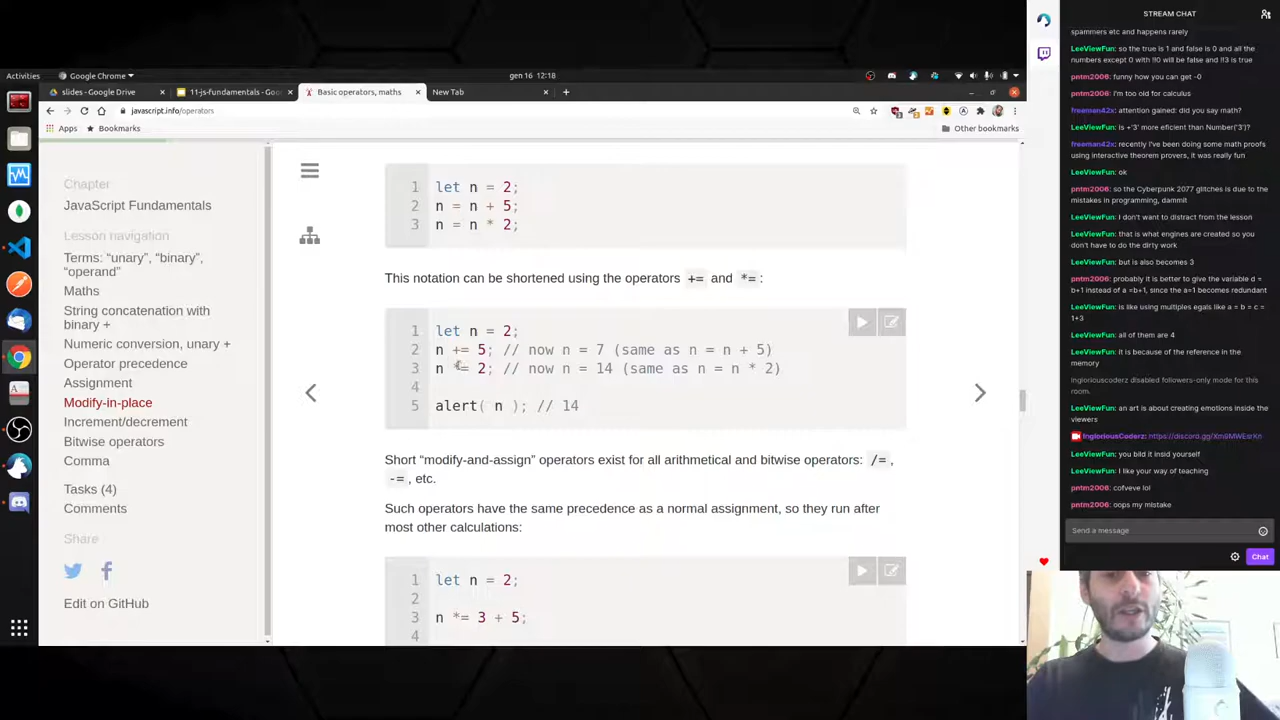 Activities
Google Chrome
gen 16 12:18
slides - Google Drive
11-js-Fundamentals - Goo
Basic operators, maths
New Tab
javascript.info/operators
Apps
Bookmarks
Other bookmarks
Chapter
JavaScript Fundamentals
Lesson navigation
Terms: “unary”, “binary”,
“operand”
Maths
String concatenation with
binary +
Numeric conversion, unary +
Operator precedence
Assignment
Modify-in-place
Increment/decrement
Bitwise operators
Comma
Tasks (4)
Comments
Share
Edit on GitHub
1 let n = 2;
2 n = n + 5;
3 n = n * 2;
This notation can be shortened using the operators += and *= :
1 let n = 2;
2 n += 5; // now n = 7 (same as n = n + 5)
3 n *= 2; // now n = 14 (same as n = n * 2)
4
5 alert( n ); // 14
Short “modify-and-assign” operators exist for all arithmetical and bitwise operators: /= ,
-= , etc.
Such operators have the same precedence as a normal assignment, so they run after
most other calculations:
1 let n = 2;
2
3 n *= 3 + 5;
4
STREAM CHAT
spammers etc and happens rarely
LeeViewFun: so the true is 1 and false is 0 and all the
numbers except 0 with !!0 will be false and !!3 is true
pntm2006: funny how you can get -0
pntm2006: I'm too old for calculus
freeman42x: attention gained: did you say math?
LeeViewFun: Is +'3' more eficient than Number('3')?
freeman42x: recently I've been doing some math proofs
using interactive theorem provers, it was really fun
LeeViewFun: ok
pntm2006: so the Cyberpunk 2077 glitches is due to the
mistakes in programming, dammit
LeeViewFun: I don't want to distract from the lesson
LeeViewFun: that is what engines are created so you
don't have to do the dirty work
LeeViewFun: but is also becomes 3
pntm2006: probably it is better to give the variable d =
b+1 instead of a =b+1, since the a=1 becomes redundant
LeeViewFun: is like using multiples egals like a = b = c =
1+3
LeeViewFun: all of them are 4
LeeViewFun: it is because of the reference in the
memory
ingloriouscoderz disabled followers-only mode for this
room.
LeeViewFun: an art is about creating emotions inside the
viewers
IngloriousCoderz: https://discord.gg/
LeeViewFun: you bild it insid yourself
LeeViewFun: I like your way of teaching
pntm2006: cofveve lol
pntm2006: oops my mistake
Send a message
Chat